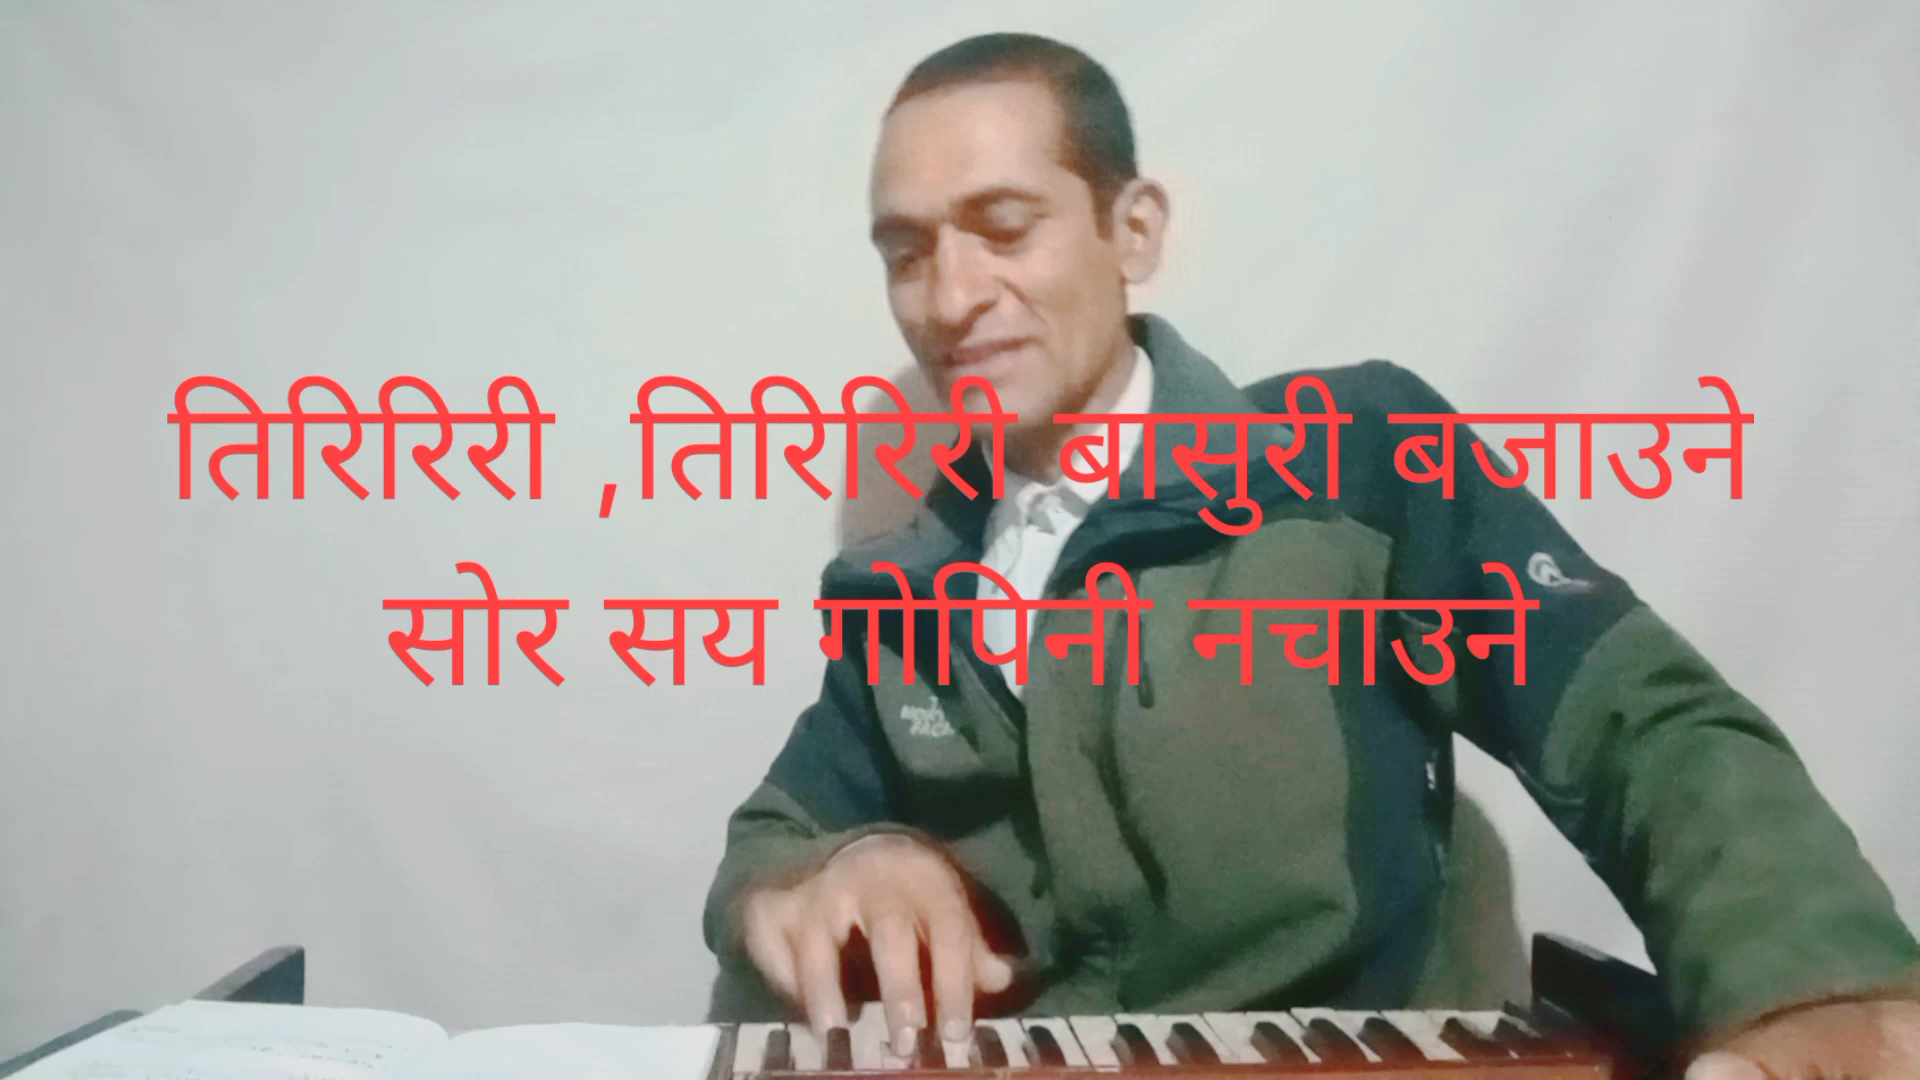 तिरिरिरी ,तिरिरिरी बासुरी बजाउने
सोर सय गोपिनी नचाउने